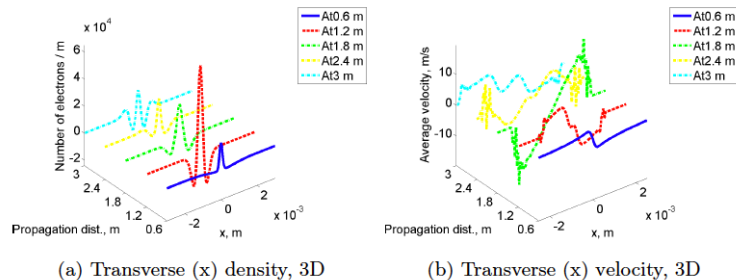 x 10⁴
6
4
2
0
-2
Number of electrons / m
3
2.4
1.8
1.2
0.6
Propagation dist., m
-2
0
2
x 10⁻³
x, m
At0.6 m
At1.2 m
At1.8 m
At2.4 m
At3 m
(a) Transverse (x) density, 3D
10
0
-10
Average velocity, m/s
3
2.4
1.8
1.2
0.6
Propagation dist., m
-2
0
2
x 10⁻³
x, m
At0.6 m
At1.2 m
At1.8 m
At2.4 m
At3 m
(b) Transverse (x) velocity, 3D